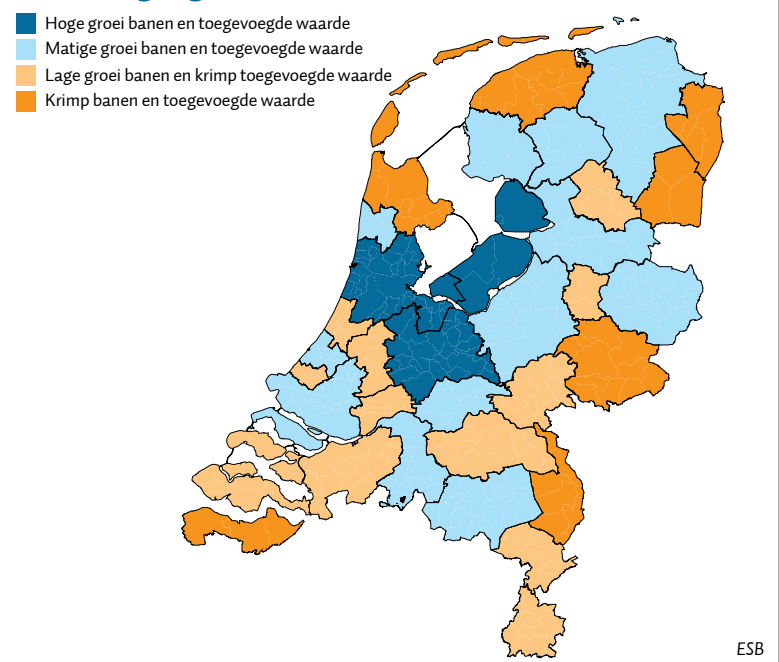 Hoge groei banen en toegevoegde waarde
Matige groei banen en toegevoegde waarde
Lage groei banen en krimp toegevoegde waarde
Krimp banen en toegevoegde waarde
ESB